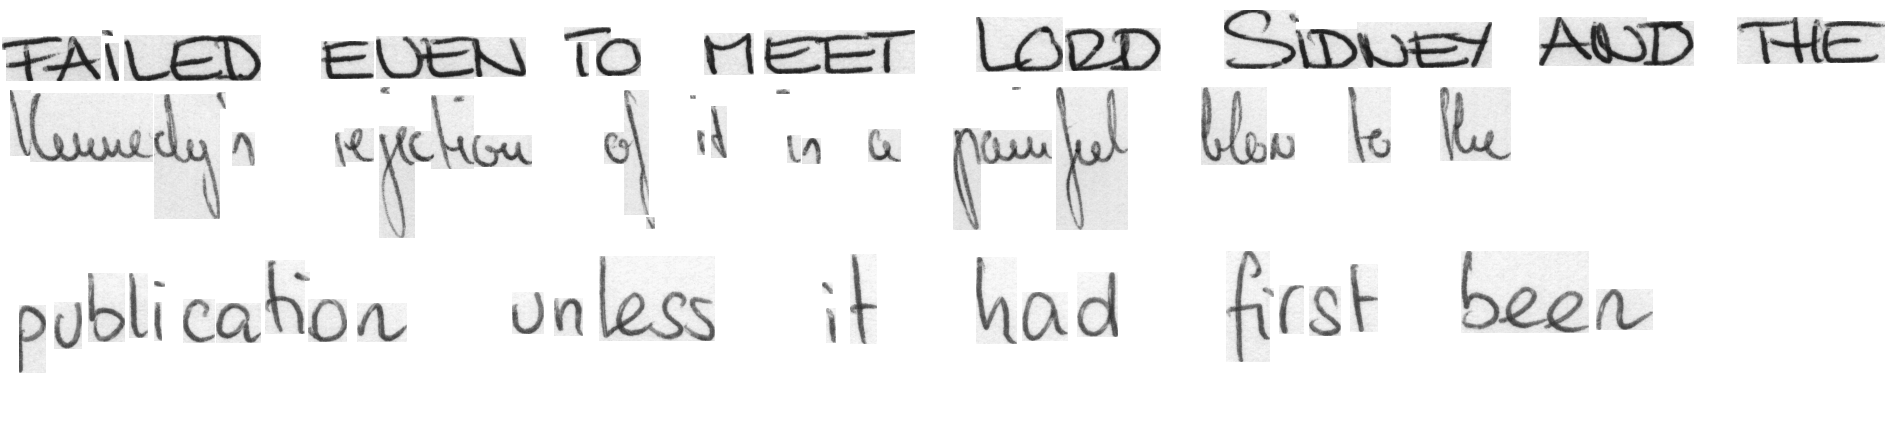 FAILED EVEN TO MEET LORD SIDNEY AND THE
Kennedy's rejection of it is a painful blow to the
publication unless it had first been